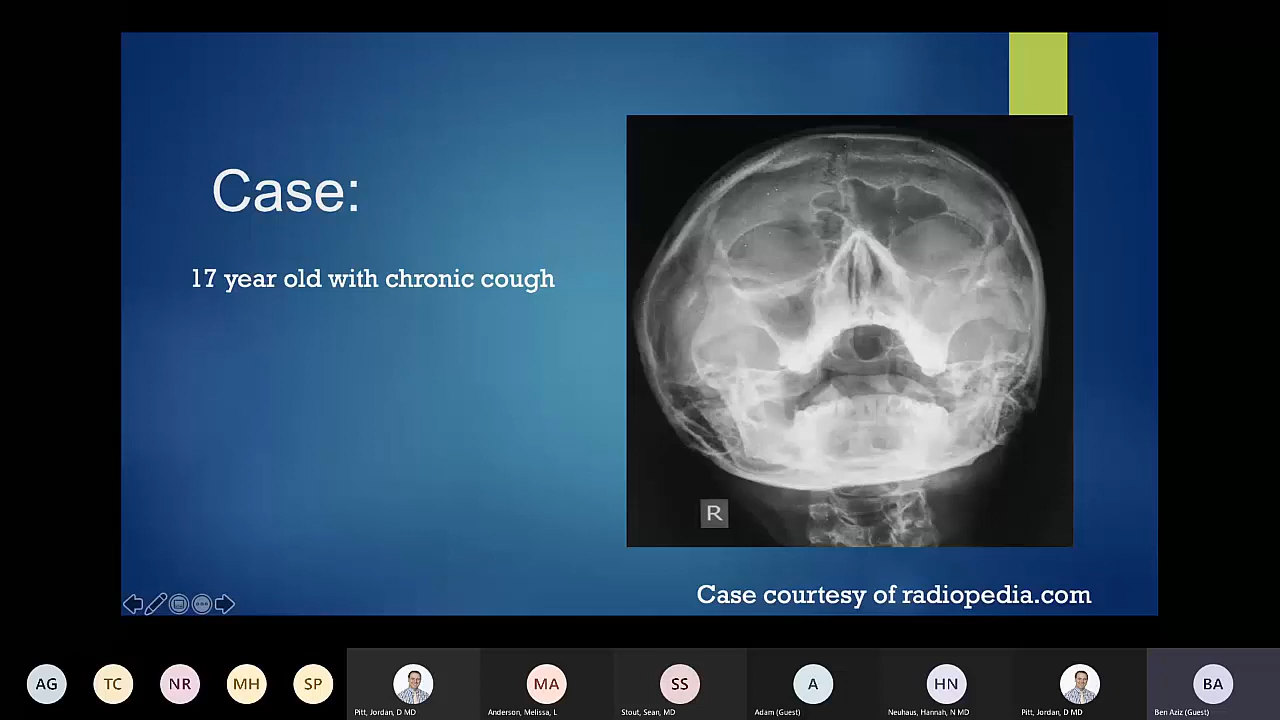 Case:
17 year old with chronic cough
R
Case courtesy of radiopedia.com
AG
TC
NR
MH
SP
MA
SS
A
HN
BA
Pitt, Jordan, D MD
Anderson, Melissa, L
Stout, Sean, MD
Adam (Guest)
Neuhaus, Hannah, N MD
Pitt, Jordan, D MD
Ben Aziz (Guest)